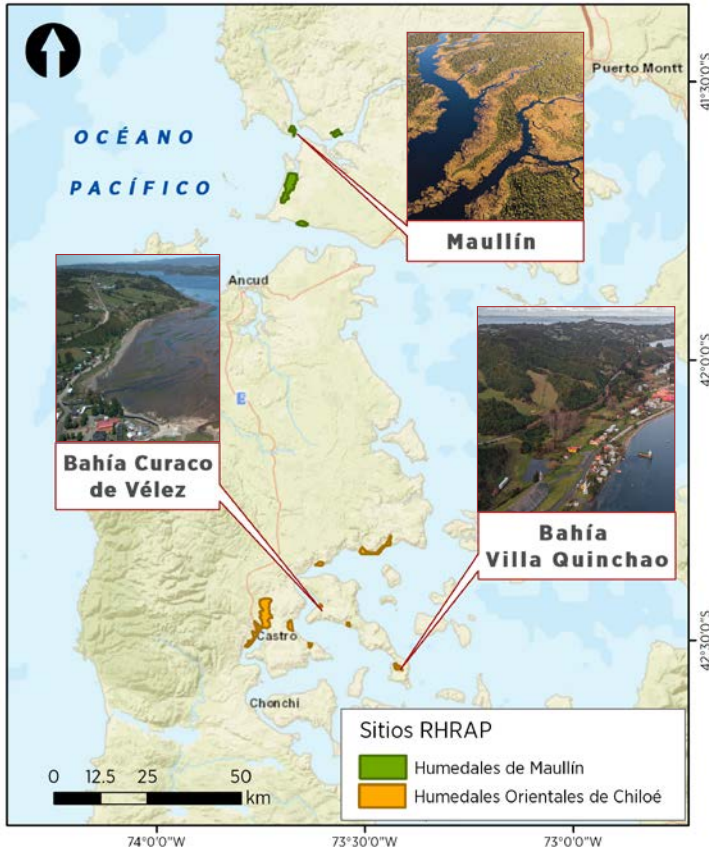 Puerto Montt
41°30'0"S
OCÉANO
PACÍFICO
Maullín
Ancud
42°0'0"S
Bahía Curaco
de Vélez
Bahía
Villa Quinchao
Castro
42°30'0"S
Chonchi
Sitios RHRAP
Humedales de Maullín
Humedales Orientales de Chiloé
0 12.5 25 50
km
74°0'0"W 73°30'0"W 73°0'0"W